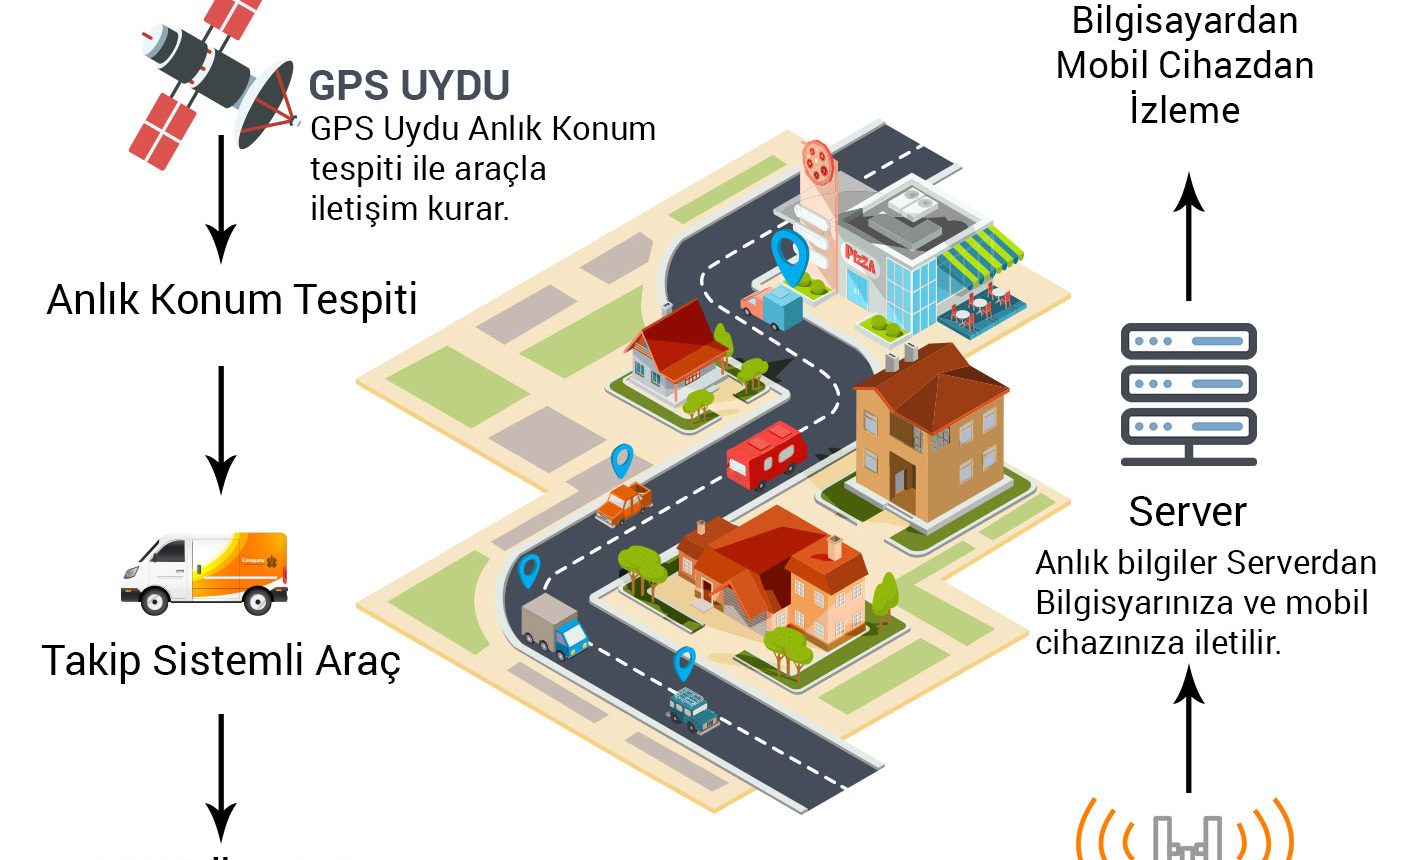 GPS UYDU
GPS Uydu Anlık Konum
tespiti ile araçla
iletişim kurar.
Anlık Konum Tespiti
Company
Takip Sistemli Araç
PIZZA
Bilgisayardan
Mobil Cihazdan
İzleme
Server
Anlık bilgiler Serverdan
Bilgisyarınıza ve mobil
cihazınıza iletilir.